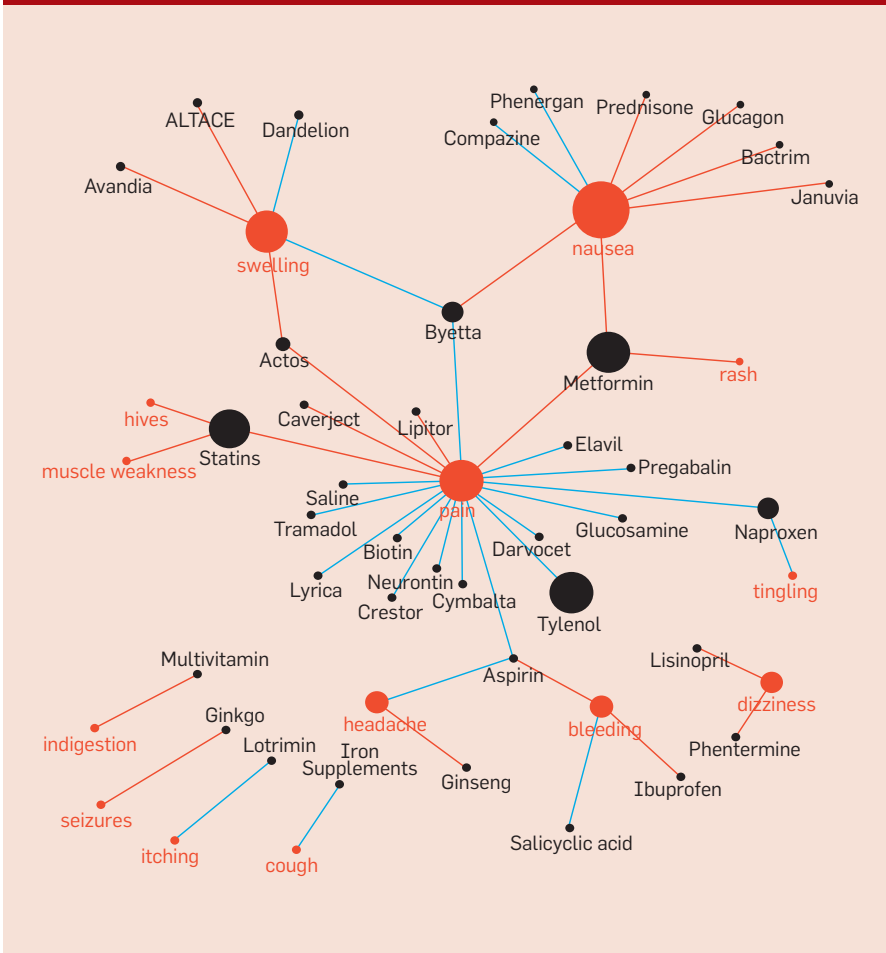 Phenergan
Prednisone
Glucagon
ALTACE
Dandelion
Compazine
Bactrim
Avandia
Januvia
nausea
swelling
Byetta
Actos
Metformin
rash
hives
Caverject
Lipitor
Statins
muscle weakness
Elavil
Pregabalin
Saline
pain
Tramadol
Glucosamine
Naproxen
Biotin
Darvocet
Lyrica
Neurontin
Crestor
Cymbalta
tingling
Tylenol
Multivitamin
Aspirin
Lisinopril
dizziness
Ginkgo
headache
bleeding
indigestion
Lotrimin
Iron
Supplements
Phentermine
Ginseng
Ibuprofen
seizures
itching
cough
Salicyclic acid